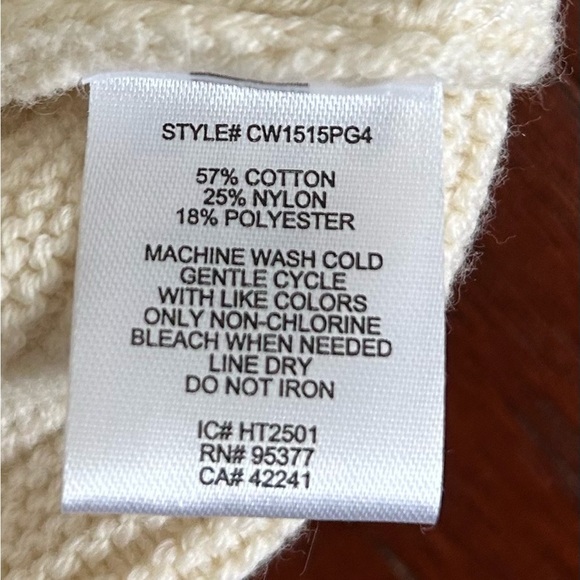 STYLE# CW1515PG4
57% COTTON
25% NYLON
18% POLYESTER
MACHINE WASH COLD
GENTLE CYCLE
WITH LIKE COLORS
ONLY NON-CHLORINE
BLEACH WHEN NEEDED
LINE DRY
DO NOT IRON
IC# HT2501
RN# 95377
CA# 42241